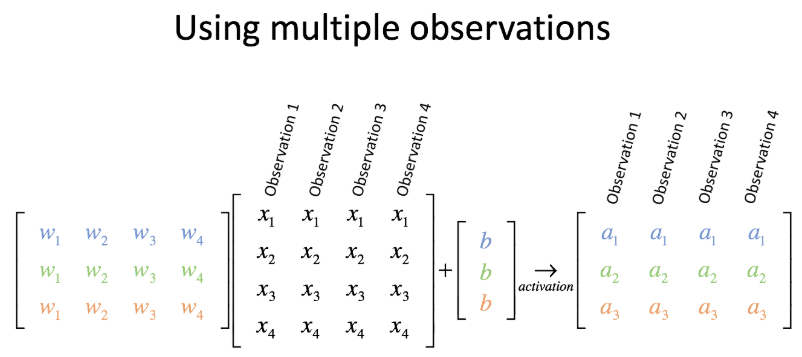 Using multiple observations
Observation 1 Observation 2 Observation 3 Observation 4
Observation 1 Observation 2 Observation 3 Observation 4
x₁ x₁ x₁ x₁
w₁ w₂ w₃ w₄
b
a₁ a₁ a₁ a₁
x₂ x₂ x₂ x₂
w₁ w₂ w₃ w₄
+
b
→
activation
a₂ a₂ a₂ a₂
x₃ x₃ x₃ x₃
w₁ w₂ w₃ w₄
b
a₃ a₃ a₃ a₃
x₄ x₄ x₄ x₄